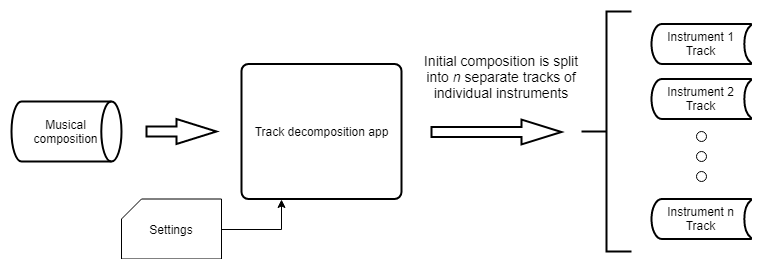 Musical
composition
Track decomposition app
Settings
Initial composition is split
into n separate tracks of
individual instruments
Instrument 1
Track
Instrument 2
Track
Instrument n
Track